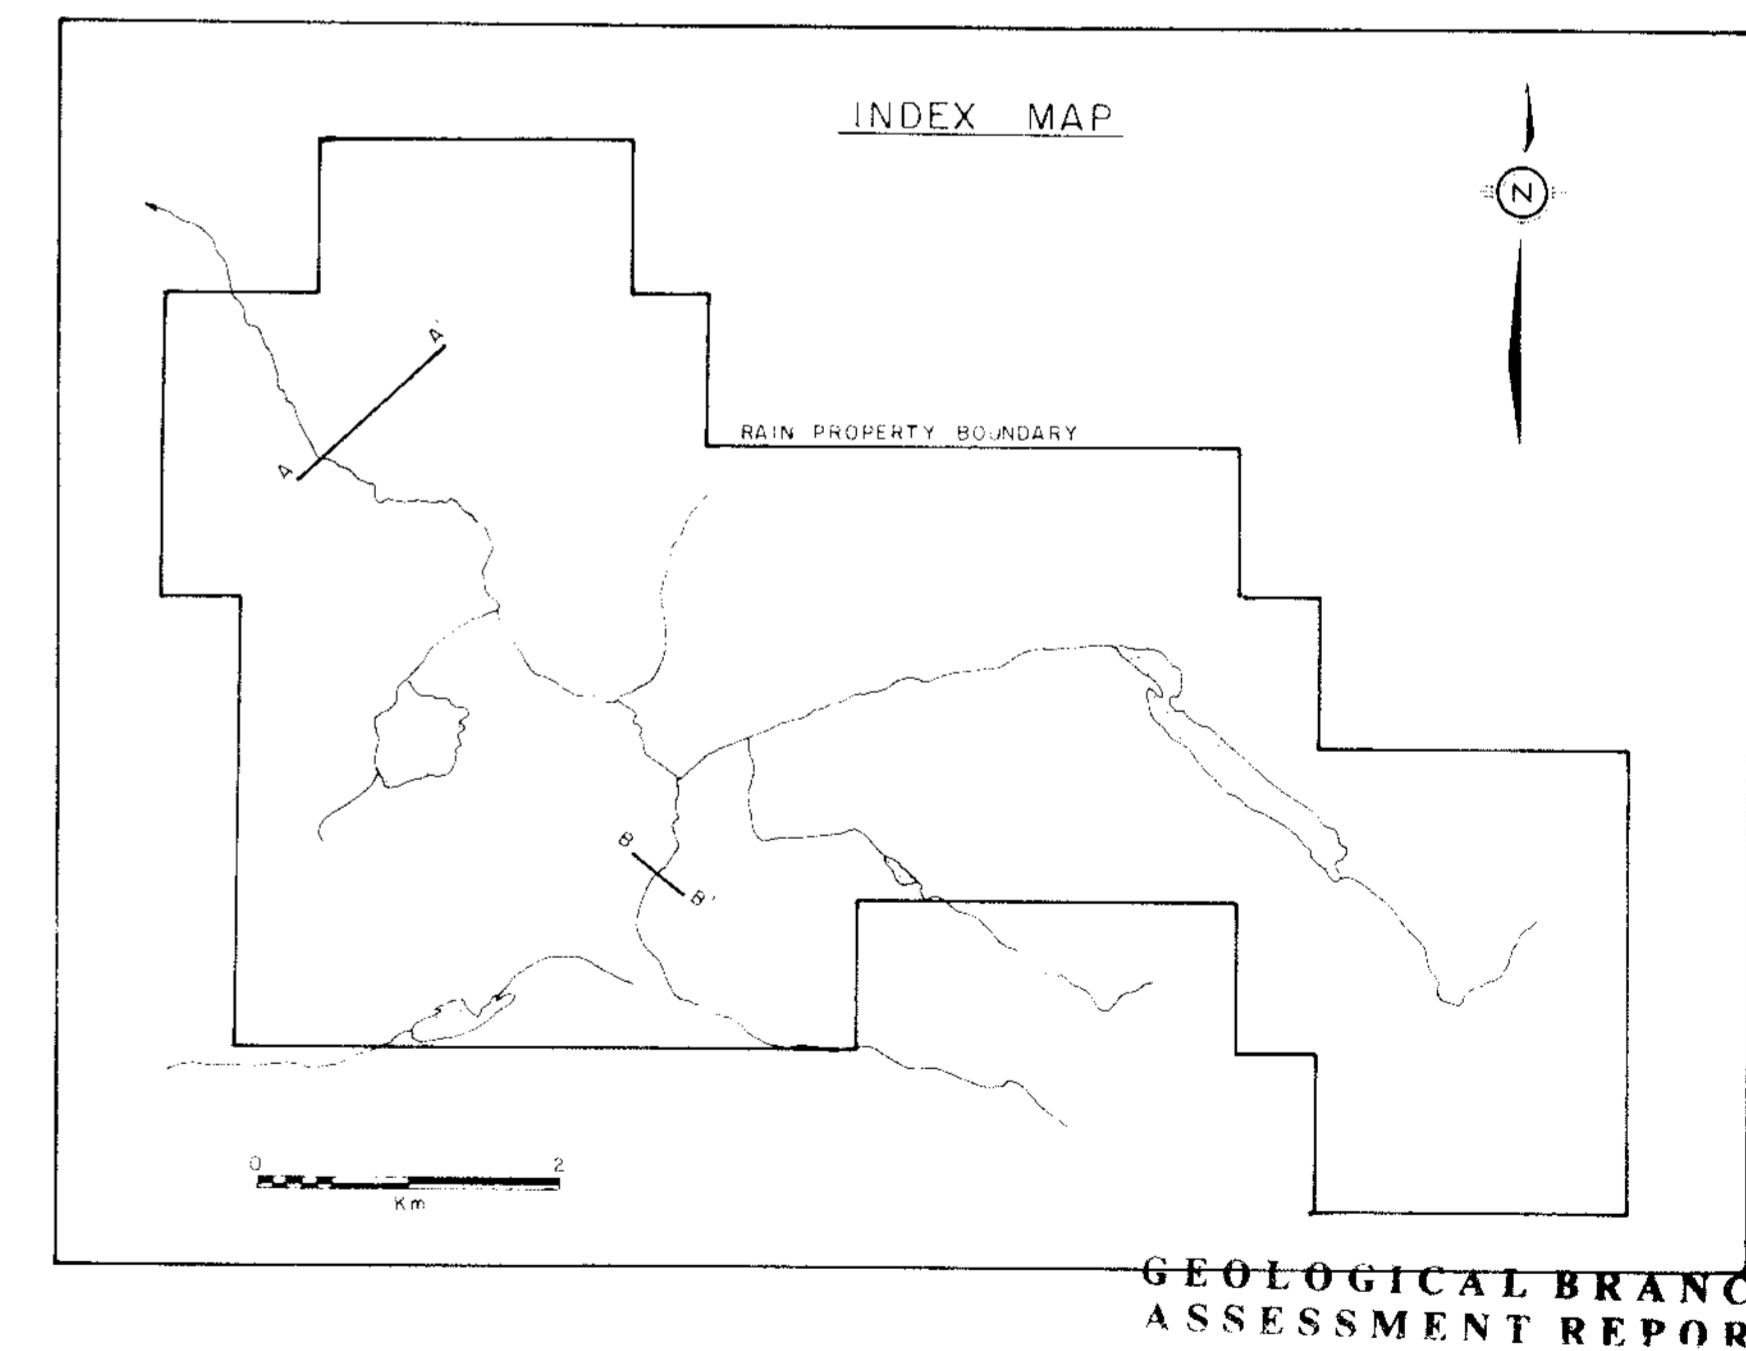 INDEX MAP
N
A'
RAIN PROPERTY BOUNDARY
A
B
B'
0 2
Km
GEOLOGICAL BRANC
ASSESSMENT REPOR